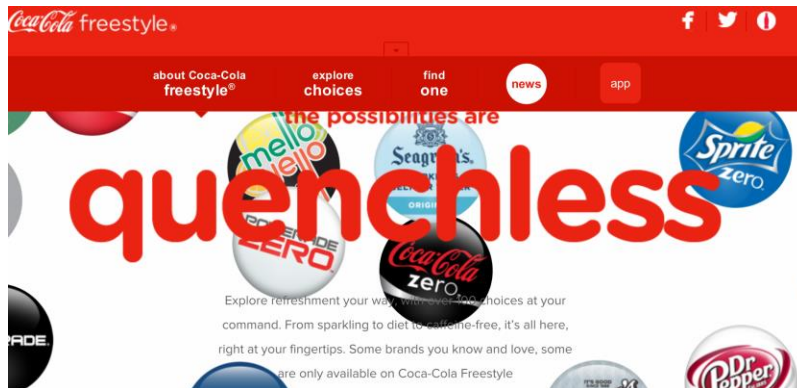 Coca-Cola freestyle®
about Coca-Cola
freestyle®
explore
choices
find
one
news
app
the possibilities are
mello
yello
Seagram's
ORIGINAL
Sprite
zero
quenchless
POWERADE
ZERO
Coca-Cola
zero
Explore refreshment your way, with over 100 choices at your
command. From sparkling to diet to caffeine-free, it's all here,
right at your fingertips. Some brands you know and love, some
are only available on Coca-Cola Freestyle
RADE
Dr
Pepper